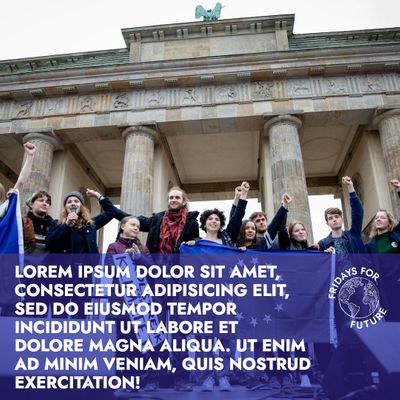 LOREM IPSUM DOLOR SIT AMET,
CONSECTETUR ADIPISICING ELIT,
SED DO EIUSMOD TEMPOR
INCIDIDUNT UT LABORE ET
DOLORE MAGNA ALIQUA. UT ENIM
AD MINIM VENIAM, QUIS NOSTRUD
EXERCITATION!
FRIDAYS FOR
FUTURE